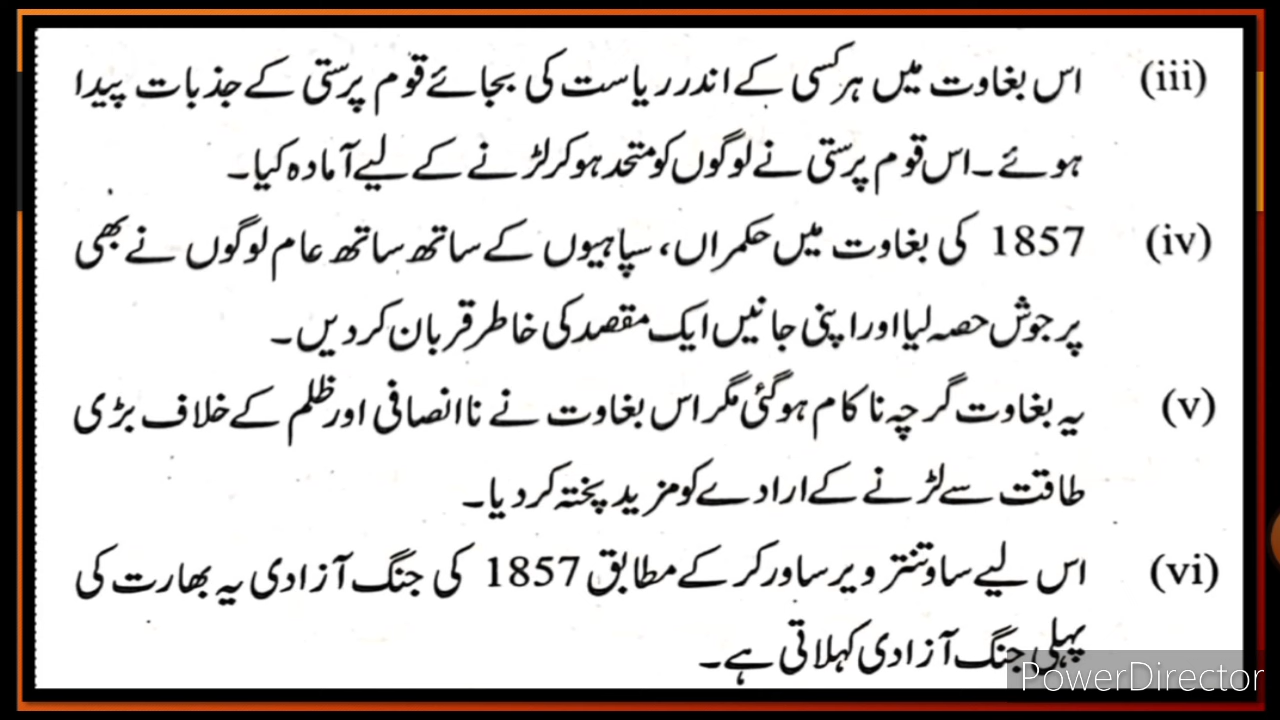 (iii) اس بغاوت میں ہر کسی کے اندر ریاست کی بجائے قوم پرستی کے جذبات پیدا
ہوئے۔ اس قوم پرستی نے لوگوں کو متحد ہو کر لڑنے کے لیے آمادہ کیا۔
(iv) 1857 کی بغاوت میں حکمراں، سپاہیوں کے ساتھ ساتھ عام لوگوں نے بھی
پر جوش حصہ لیا اور اپنی جانیں ایک مقصد کی خاطر قربان کر دیں۔
(v) یہ بغاوت گر چہ ناکام ہوگئی مگر اس بغاوت نے ناانصافی اور ظلم کے خلاف بڑی
طاقت سے لڑنے کے ارادے کو مزید پختہ کر دیا۔
(vi) اس لیے ساوتنتر ویر ساورکر کے مطابق 1857 کی جنگ آزادی یہ بھارت کی
پہلی جنگ آزادی کہلاتی ہے۔
PowerDirector